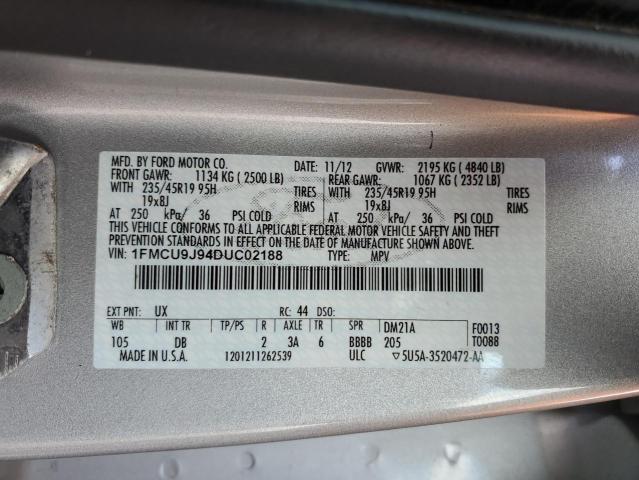 MFD. BY FORD MOTOR CO. DATE: 11/12 GVWR: 2195 KG ( 4840 LB)
FRONT GAWR: 1134 KG ( 2500 LB) REAR GAWR: 1067 KG ( 2352 LB)
WITH 235/45R19 95H TIRES WITH 235/45R19 95H TIRES
19x8J RIMS 19x8J RIMS
AT 250 kPa/ 36 PSI COLD AT 250 kPa/ 36 PSI COLD
THIS VEHICLE CONFORMS TO ALL APPLICABLE FEDERAL MOTOR VEHICLE SAFETY AND THEFT
PREVENTION STANDARDS IN EFFECT ON THE DATE OF MANUFACTURE SHOWN ABOVE.
VIN: 1FMCU9J94DUC02188 TYPE: MPV
EXT PNT: UX RC: 44 DSO:
WB INT TR TP/PS R AXLE TR SPR DM21A F0013
105 DB 2 3A 6 BBBB 205 T0088
MADE IN U.S.A. 1201211262539 ULC ▽5U5A-3520472-AA